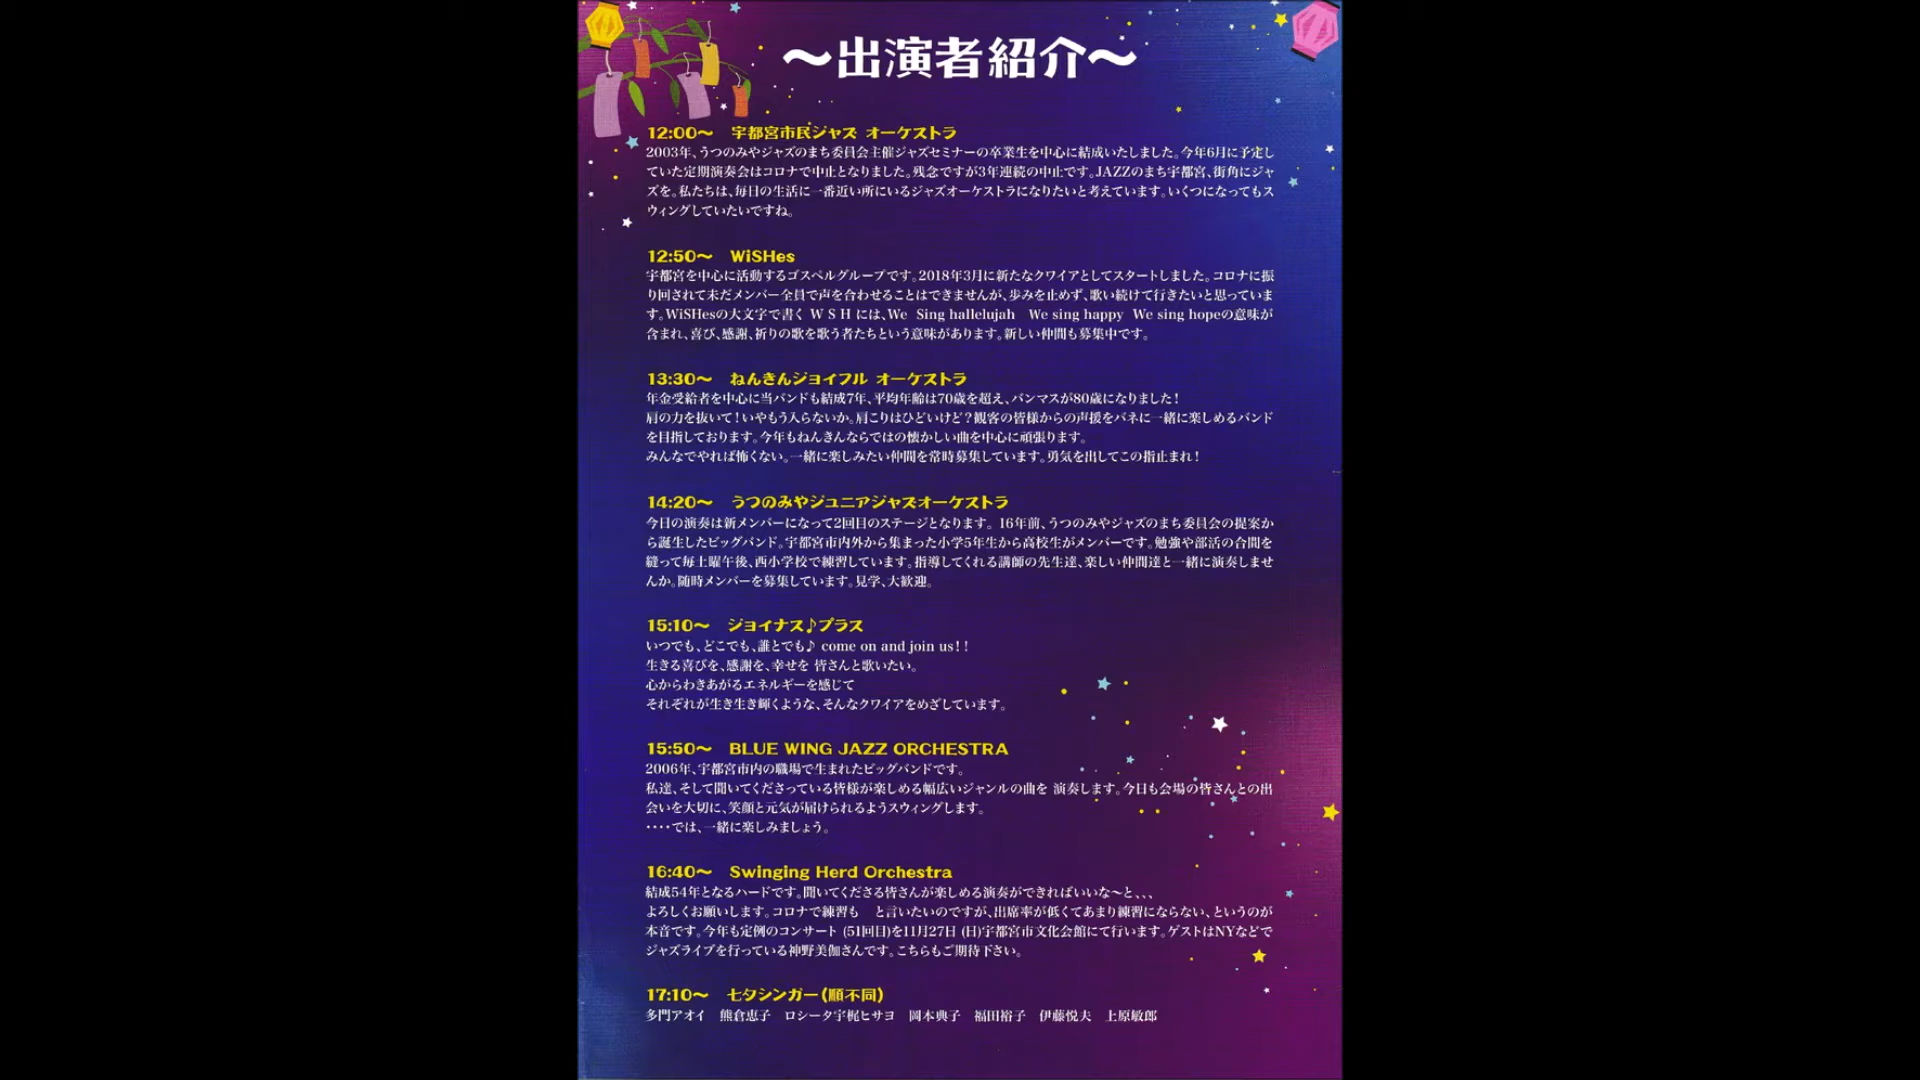 〜出演者紹介〜
12:00〜　宇都宮市民ジャズ オーケストラ
2003年、うつのみやジャズのまち委員会主催ジャズセミナーの卒業生を中心に結成いたしました。今年6月に予定し
ていた定期演奏会はコロナで中止となりました。残念ですが3年連続の中止です。JAZZのまち宇都宮、街角にジャ
ズを。私たちは、毎日の生活に一番近い所にいるジャズオーケストラになりたいと考えています。いくつになってもス
ウィングしていたいですね。
12:50〜　WiSHes
宇都宮を中心に活動するゴスペルグループです。2018年3月に新たなクワイアとしてスタートしました。コロナに振
り回されて未だメンバー全員で声を合わせることはできませんが、歩みを止めず、歌い続けて行きたいと思っていま
す。WiSHesの大文字で書く W S H には、We Sing hallelujah　We sing happy We sing hopeの意味が
含まれ、喜び、感謝、祈りの歌を歌う者たちという意味があります。新しい仲間も募集中です。
13:30〜　ねんきんジョイフル オーケストラ
年金受給者を中心に当バンドも結成7年、平均年齢は70歳を超え、バンマスが80歳になりました！
肩の力を抜いて！いやもう入らないか。肩こりはひどいけど？観客の皆様からの声援をバネに一緒に楽しめるバンド
を目指しております。今年もねんきんならではの懐かしい曲を中心に頑張ります。
みんなでやれば怖くない。一緒に楽しみたい仲間を常時募集しています。勇気を出してこの指止まれ！
14:20〜　うつのみやジュニアジャズオーケストラ
今日の演奏は新メンバーになって2回目のステージとなります。16年前、うつのみやジャズのまち委員会の提案か
ら誕生したビッグバンド。宇都宮市内外から集まった小学5年生から高校生がメンバーです。勉強や部活の合間を
縫って毎土曜午後、西小学校で練習しています。指導してくれる講師の先生達、楽しい仲間達と一緒に演奏しませ
んか。随時メンバーを募集しています。見学、大歓迎。
15:10〜　ジョイナス♪プラス
いつでも、どこでも、誰とでも♪ come on and join us！！
生きる喜びを、感謝を、幸せを 皆さんと歌いたい。
心からわきあがるエネルギーを感じて
それぞれが生き生き輝くような、そんなクワイアをめざしています。
15:50〜　BLUE WING JAZZ ORCHESTRA
2006年、宇都宮市内の職場で生まれたビッグバンドです。
私達、そして聞いてくださっている皆様が楽しめる幅広いジャンルの曲を 演奏します。今日も会場の皆さんとの出
会いを大切に、笑顔と元気が届けられるようスウィングします。
・・・・では、一緒に楽しみましょう。
16:40〜　Swinging Herd Orchestra
結成54年となるハードです。聞いてくださる皆さんが楽しめる演奏ができればいいな〜と、、、
よろしくお願いします。コロナで練習も　と言いたいのですが、出席率が低くてあまり練習にならない、というのが
本音です。今年も定例のコンサート (51回目)を11月27日 (日)宇都宮市文化会館にて行います。ゲストはNYなどで
ジャズライブを行っている神野美伽さんです。こちらもご期待下さい。
17:10〜　七夕シンガー（順不同）
多門アオイ　熊倉恵子　ロシータ宇梶ヒサヨ　岡本典子　福田裕子　伊藤悦夫　上原敏郎